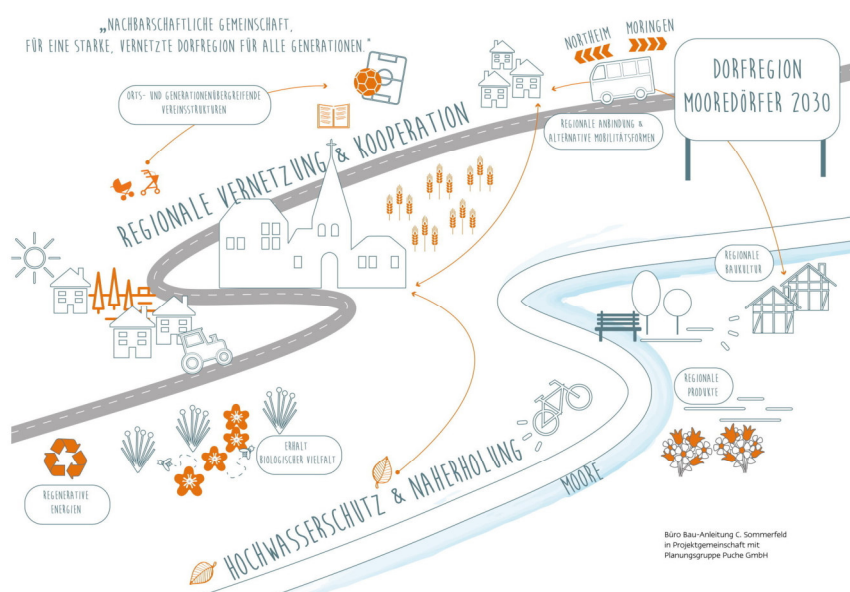 „NACHBARSCHAFTLICHE GEMEINSCHAFT,
FÜR EINE STARKE, VERNETZTE DORFREGION FÜR ALLE GENERATIONEN."
ORTS- UND GENERATIONENÜBERGREIFENDE
VEREINSSTRUKTUREN
NORTHEIM
MORINGEN
DORFREGION
MOOREDÖRFER 2030
REGIONALE ANBINDUNG &
ALTERNATIVE MOBILITÄTSFORMEN
REGIONALE VERNETZUNG & KOOPERATION
REGIONALE
BAUKULTUR
REGIONALE
PRODUKTE
ERHALT
BIOLOGISCHER VIELFALT
REGENERATIVE
ENERGIEN
HOCHWASSERSCHUTZ & NAHERHOLUNG
MOORE
Büro Bau-Anleitung C. Sommerfeld
in Projektgemeinschaft mit
Planungsgruppe Puche GmbH